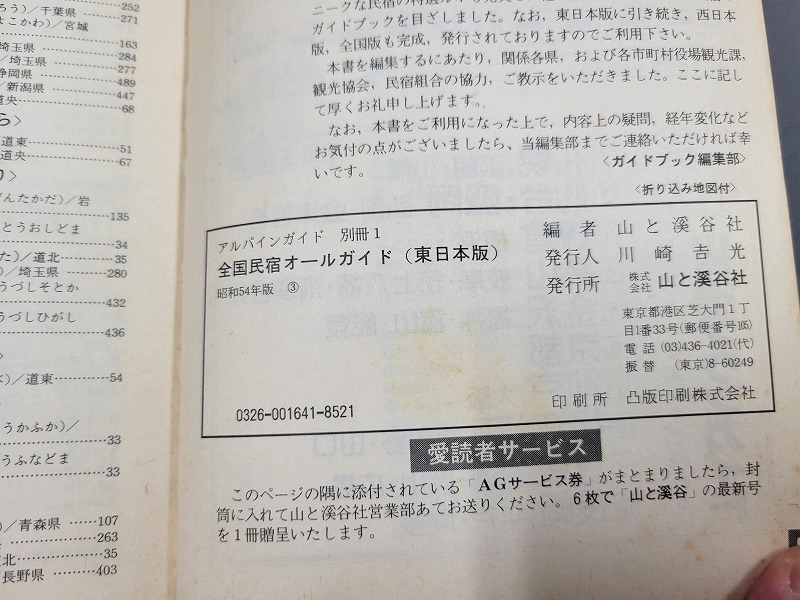 252
／千葉県…………271
／宮城
163
埼玉県…………284
／埼玉県…………277
静岡県…………489
／新潟県…………447
道央……………68
ら〉
道東……………51
道央……………67
／岩
135
とうおしどま
34
／道北…………35
／埼玉県………280
うづしそとか
432
うづしひがし
436
〉
／道東…………54
うかふか)／
33
うふなどま
33
／青森県………107
263
北………………35
長野県…………403
ガイドブックを目ざしました。なお，東日本版に引き続き，西日本
版，全国版も完成，発行されておりますのでご利用下さい。
本書を編集するにあたり，関係各県，および各市町村役場観光課，
観光協会，民宿組合の協力，ご教示をいただきました。ここに記し
て厚くお礼申し上げます。
なお，本書をご利用になった上で，内容上の疑問，経年変化など
お気付の点がございましたら，当編集部までご連絡いただければ幸
いです。
〈ガイドブック編集部〉
〈折り込み地図付〉
アルパインガイド 別冊1
全国民宿オールガイド（東日本版）
昭和54年版 ③
0326-001641-8521
編者 山と溪谷社
発行人 川崎吉光
発行所 株式会社 山と溪谷社
東京都港区芝大門1丁
目1番33号(郵便番号105)
電話 (03)436-4021(代)
振替 (東京)8-60249
印刷所 凸版印刷株式会社
愛読者サービス
このページの隅に添付されている「AGサービス券」がまとまりましたら，封
筒に入れて山と溪谷社営業部あてお送りください。6枚で「山と溪谷」の最新号
を1冊贈呈いたします。